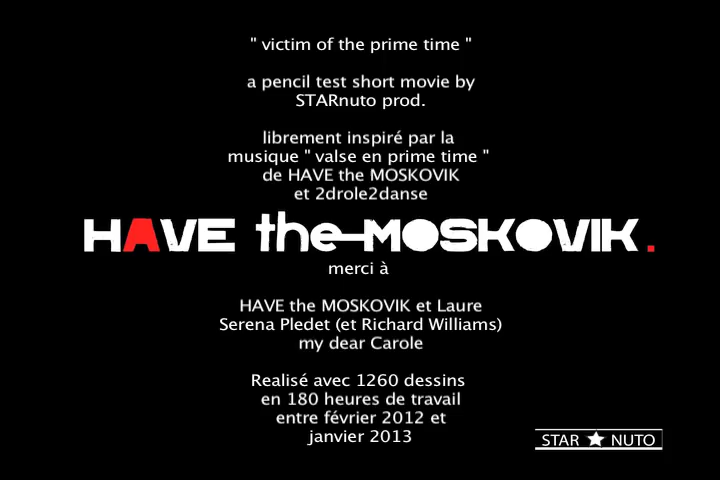 " victim of the prime time "
a pencil test short movie by
STARnuto prod.
librement inspiré par la
musique " valse en prime time "
de HAVE the MOSKOVIK
et 2drole2danse
HAVE the MOSKOVIK.
merci à
HAVE the MOSKOVIK et Laure
Serena Pledet (et Richard Williams)
my dear Carole
Realisé avec 1260 dessins
en 180 heures de travail
entre février 2012 et
janvier 2013
STAR ★ NUTO